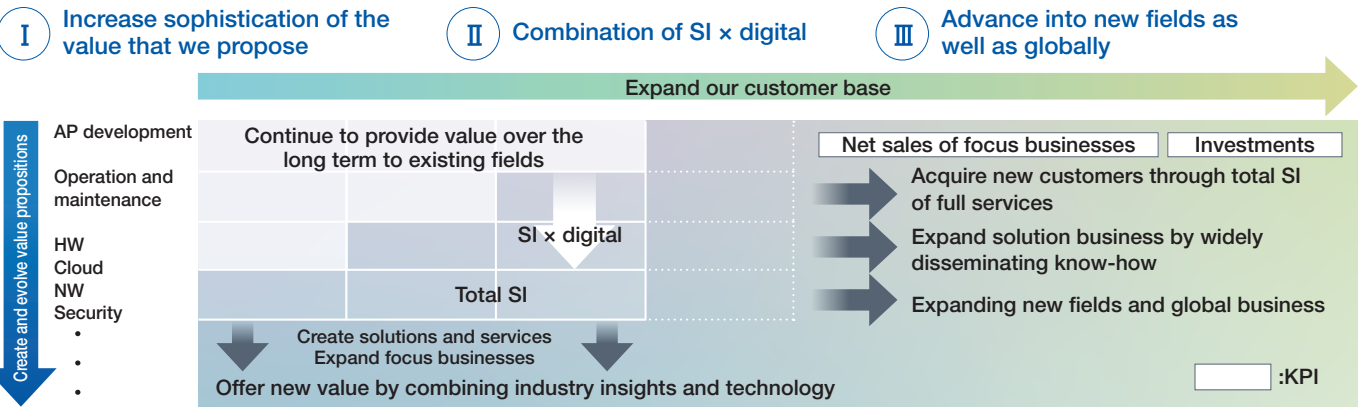 Ⅰ
Increase sophistication of the
value that we propose
Ⅱ
Combination of SI × digital
Ⅲ
Advance into new fields as
well as globally
Expand our customer base
Create and evolve value propositions
AP development
Operation and
maintenance
HW
Cloud
NW
Security
•
•
•
Continue to provide value over the
long term to existing fields
SI × digital
Total SI
Create solutions and services
Expand focus businesses
Offer new value by combining industry insights and technology
Net sales of focus businesses
Investments
Acquire new customers through total SI
of full services
Expand solution business by widely
disseminating know-how
Expanding new fields and global business
:KPI